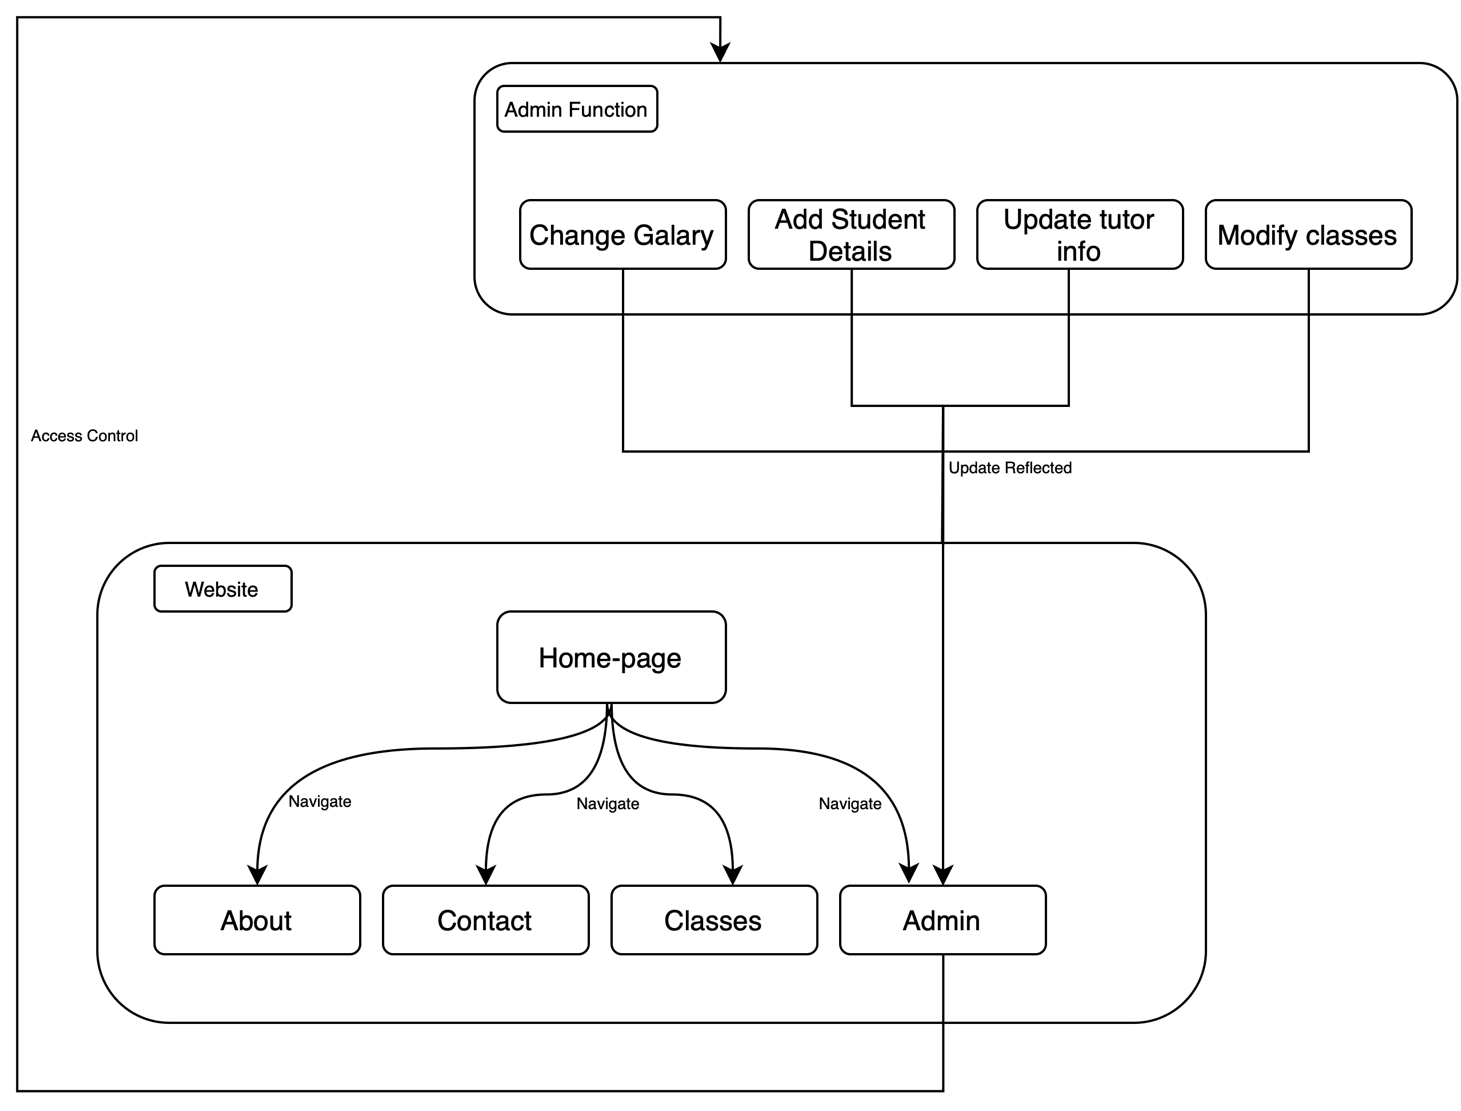 Admin Function
Change Galary
Add Student
Details
Update tutor
info
Modify classes
Access Control
Update Reflected
Website
Home-page
Navigate
Navigate
Navigate
About
Contact
Classes
Admin